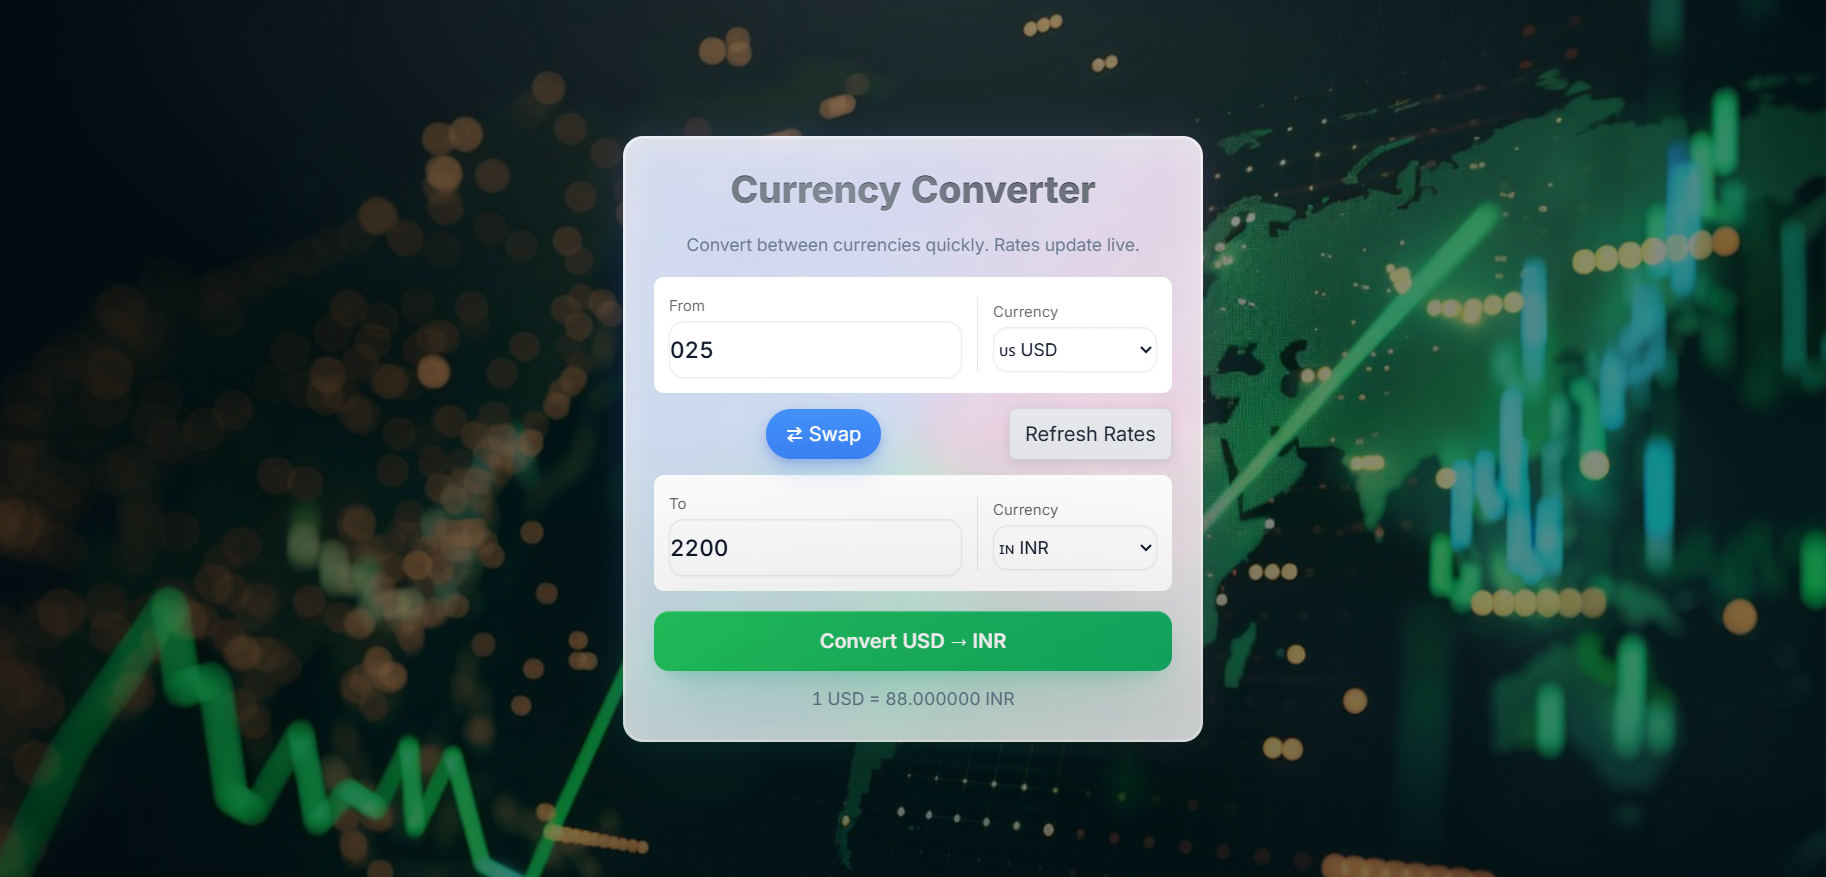 Currency Converter
Convert between currencies quickly. Rates update live.
From
Currency
025
US USD
⇄ Swap
Refresh Rates
To
Currency
2200
IN INR
Convert USD → INR
1 USD = 88.000000 INR